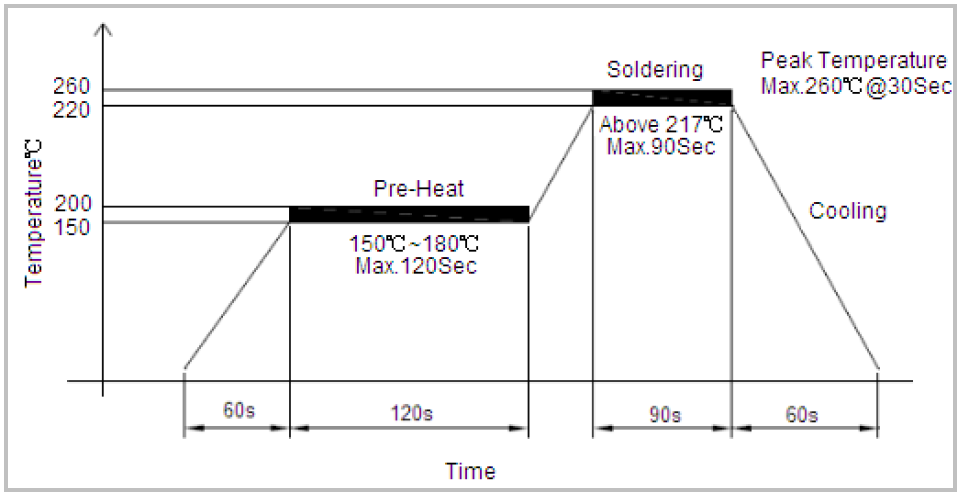 Soldering
Peak Temperature
Max.260℃@30Sec
260
220
Above 217℃
Max.90Sec
Temperature℃
Pre-Heat
200
150
150℃~180℃
Max.120Sec
Cooling
60s
120s
90s
60s
Time